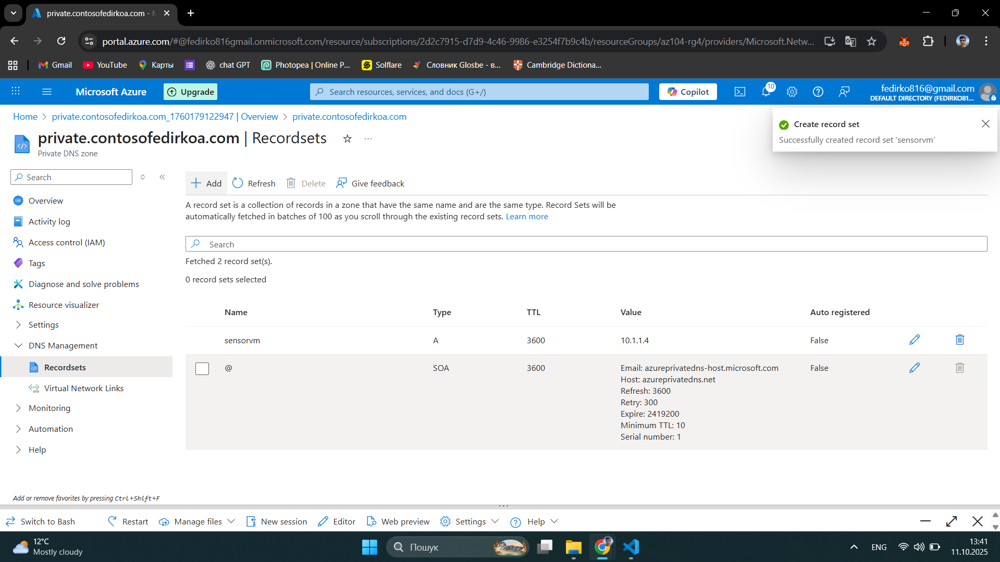 private.contosofedirkoa.com - M
portal.azure.com/#@fedirko816gmail.onmicrosoft.com/resource/subscriptions/2d2c7915-d7d9-4c46-9986-e3254f7b9c4b/resourceGroups/az104-rg4/providers/Microsoft.Netw...
Gmail
YouTube
Карты
chat GPT
Photopea | Online P...
Solflare
Словник Glosbe - в...
Cambridge Dictiona...
Microsoft Azure
Upgrade
Search resources, services, and docs (G+/)
Copilot
10
fedirko816@gmail.com
DEFAULT DIRECTORY (FEDIRKO81...
Home > private.contosofedirkoa.com_1760179122947 | Overview > private.contosofedirkoa.com
private.contosofedirkoa.com | Recordsets
Private DNS zone
Create record set
Successfully created record set 'sensorvm'
Search
Overview
Activity log
Access control (IAM)
Tags
Diagnose and solve problems
Resource visualizer
Settings
DNS Management
Recordsets
Virtual Network Links
Monitoring
Automation
Help
Add or remove favorites by pressing Ctrl+Shift+F
Add
Refresh
Delete
Give feedback
A record set is a collection of records in a zone that have the same name and are the same type. Record Sets will be
automatically fetched in batches of 100 as you scroll through the existing record sets. Learn more
Search
Fetched 2 record set(s).
0 record sets selected
Name Type TTL Value Auto registered
sensorvm A 3600 10.1.1.4 False
@ SOA 3600 Email: azureprivatedns-host.microsoft.com False
Host: azureprivatedns.net
Refresh: 3600
Retry: 300
Expire: 2419200
Minimum TTL: 10
Serial number: 1
Switch to Bash
Restart
Manage files
New session
Editor
Web preview
Settings
Help
12°C
Mostly cloudy
Пошук
ENG
13:41
11.10.2025